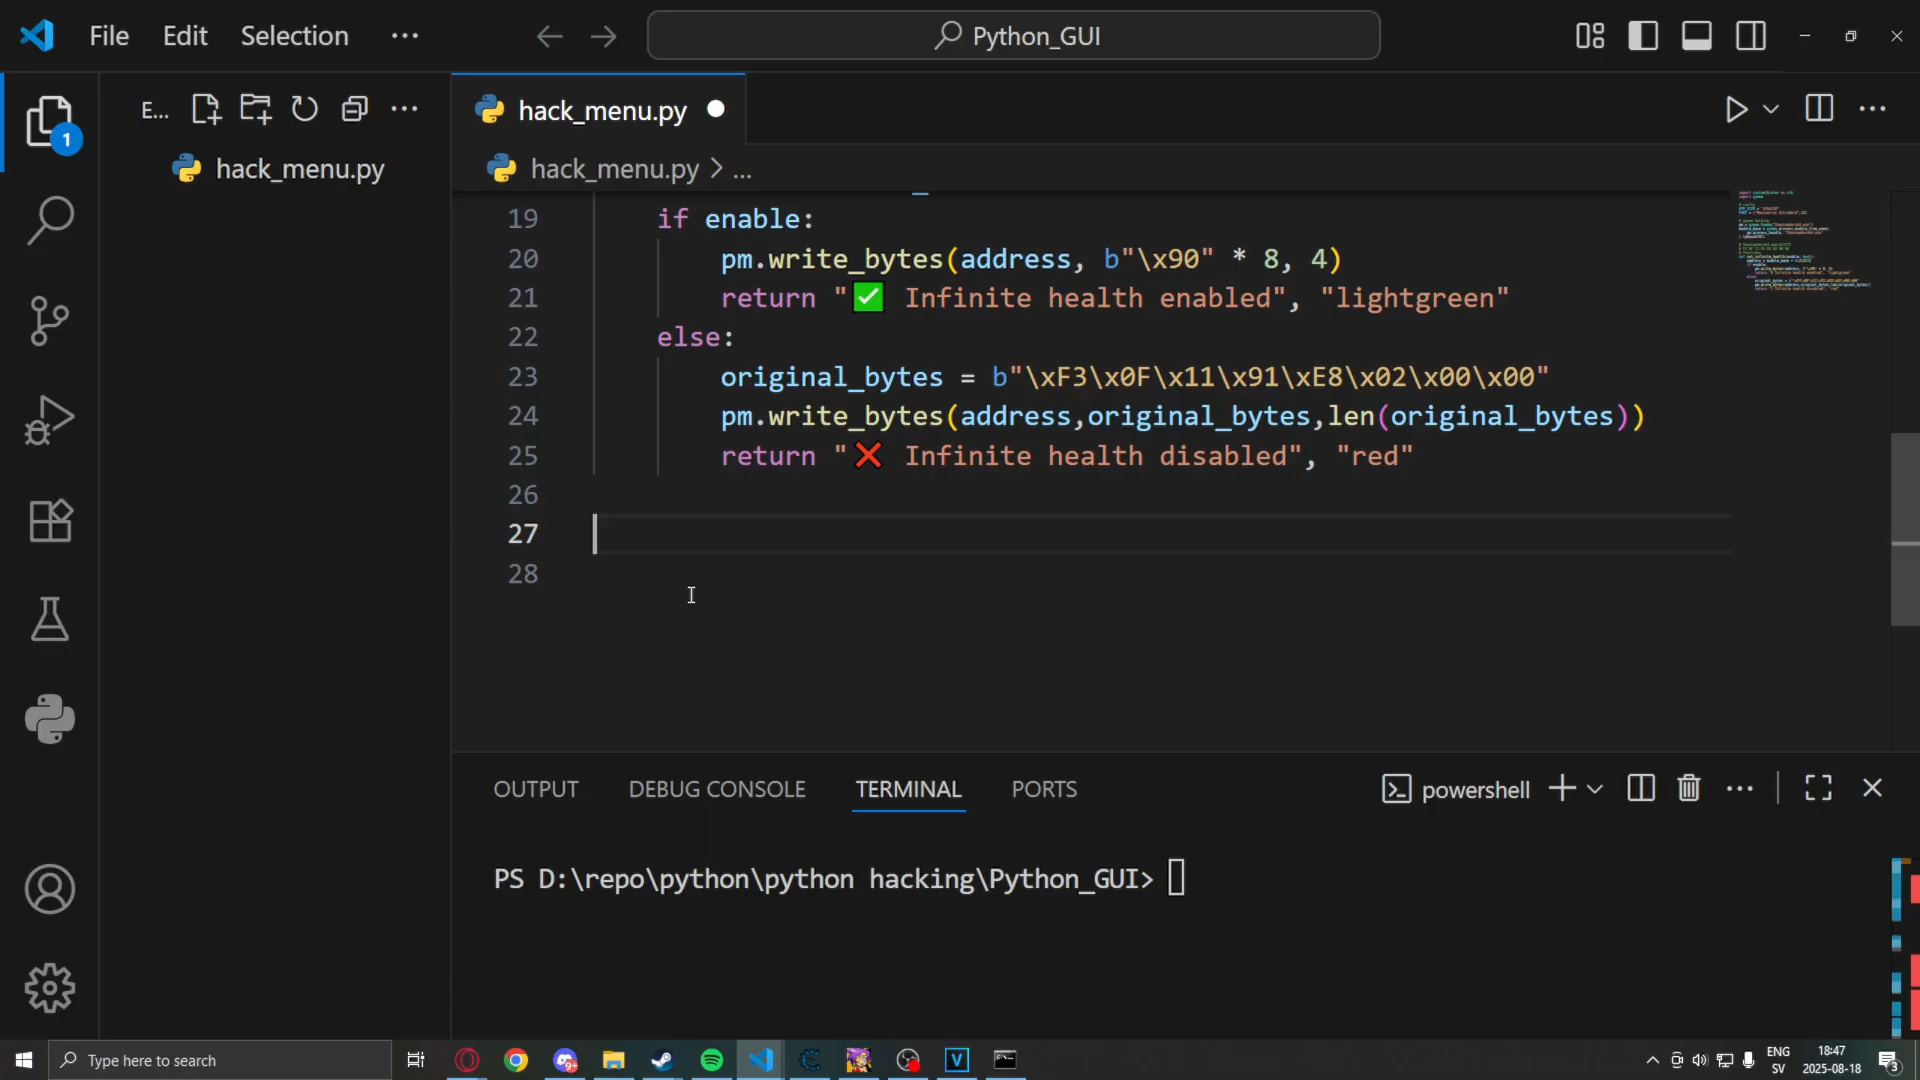 File Edit Selection ···
Python_GUI
E... ···
hack_menu.py
1
hack_menu.py
hack_menu.py > ...
19 if enable:
20 pm.write_bytes(address, b"\x90" * 8, 4)
21 return "✅ Infinite health enabled", "lightgreen"
22 else:
23 original_bytes = b"\xF3\x0F\x11\x91\xE8\x02\x00\x00"
24 pm.write_bytes(address,original_bytes,len(original_bytes))
25 return "❌ Infinite health disabled", "red"
26
27
28
OUTPUT DEBUG CONSOLE TERMINAL PORTS
powershell
PS D:\repo\python\python hacking\Python_GUI>
Type here to search
ENG
SV
18:47
2025-08-18
3